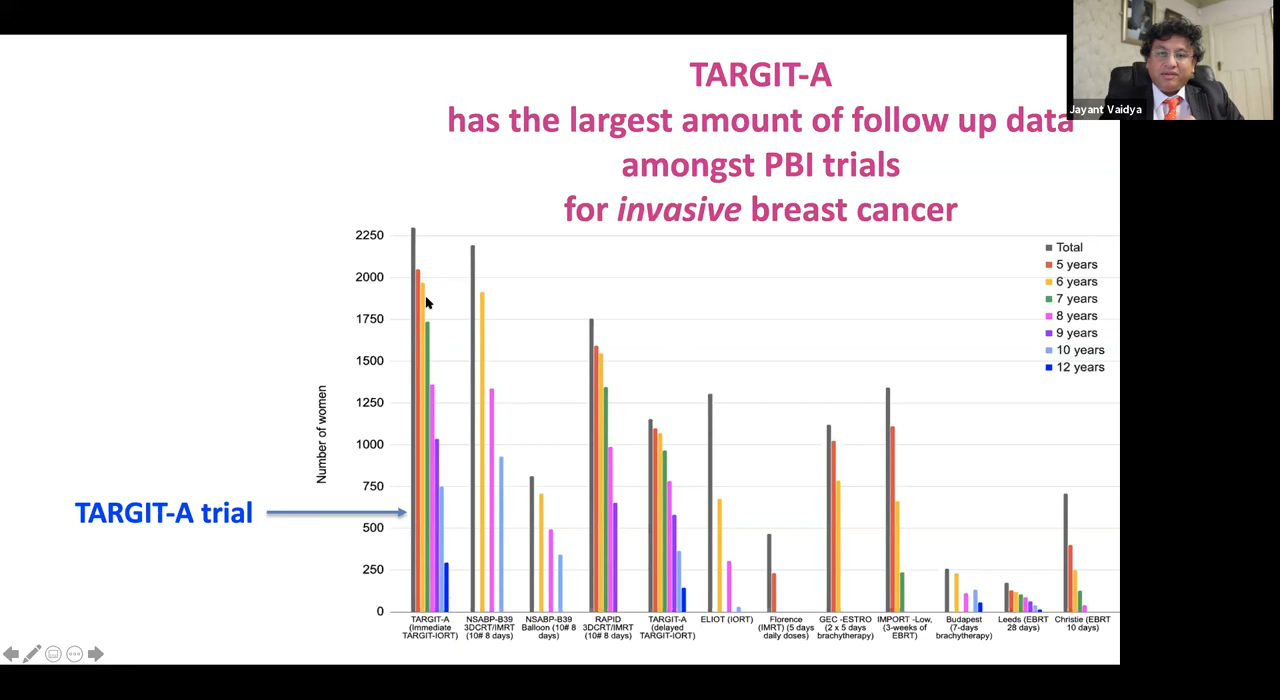 TARGIT-A
has the largest amount of follow up data
amongst PBI trials
for invasive breast cancer
Jayant Vaidya
2250
2000
1750
1500
1250
1000
750
500
250
0
Number of women
Total
5 years
6 years
7 years
8 years
9 years
10 years
12 years
TARGIT-A trial
TARGIT-A
(Immediate
TARGIT-IORT)
NSABP-B39
3DCRT/IMRT
(10# 8 days)
NSABP-B39
Balloon (10# 8
days)
RAPID
3DCRT/IMRT
(10# 8 days)
TARGIT-A
(delayed
TARGIT-IORT)
ELIOT (IORT)
Florence
(IMRT) (5 days
daily doses)
GEC -ESTRO
(2 x 5 days
brachytherapy)
IMPORT -Low,
(3-weeks of
EBRT)
Budapest
(7-days
brachytherapy)
Leeds (EBRT
28 days)
Christie (EBRT
10 days)